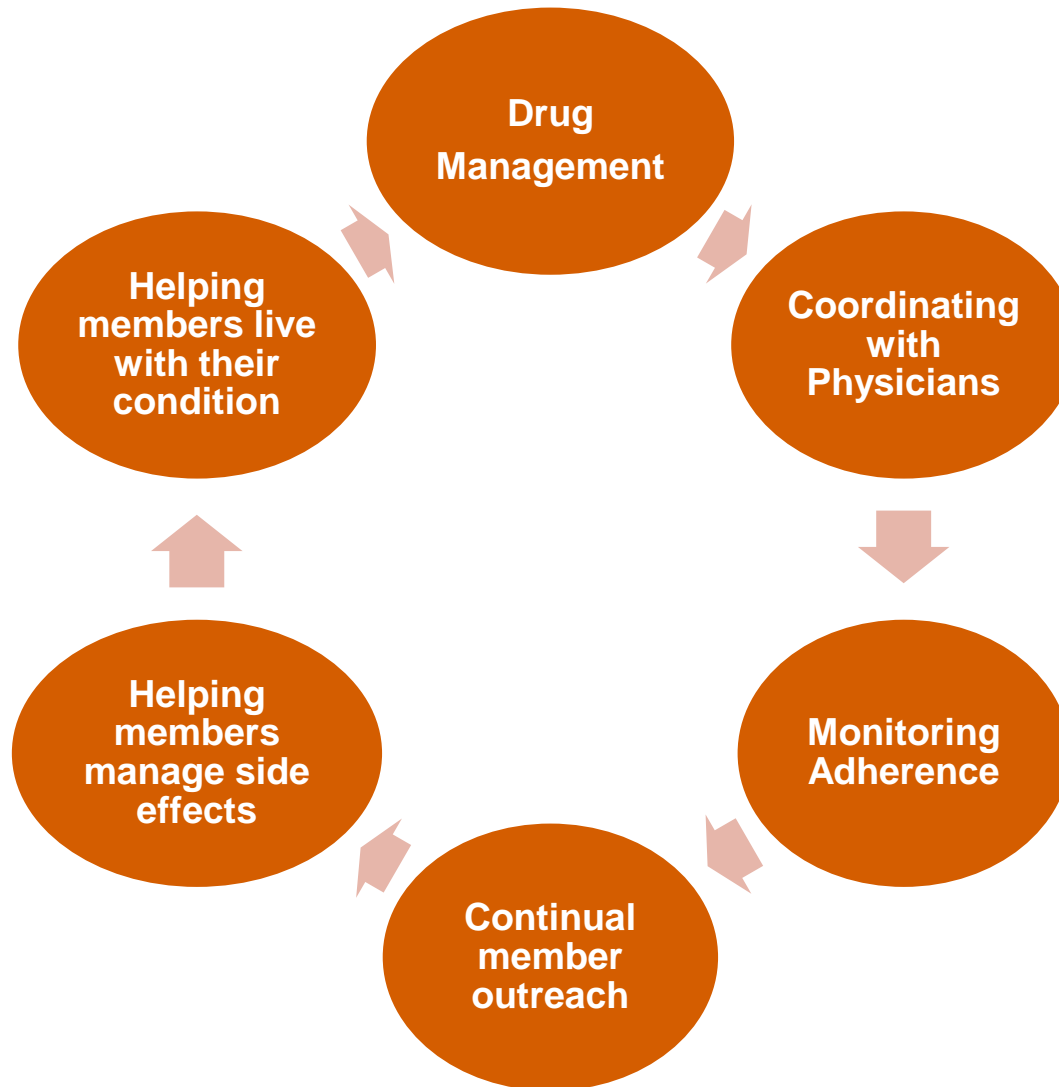 Drug
Management
Coordinating
with
Physicians
Monitoring
Adherence
Continual
member
outreach
Helping
members
manage side
effects
Helping
members live
with their
condition